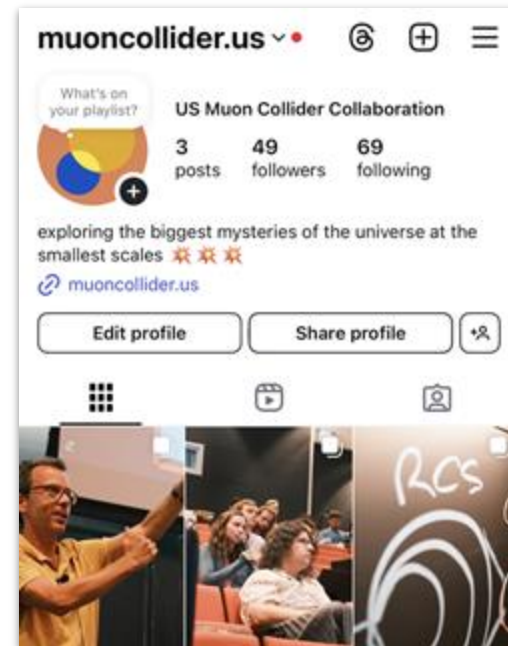 muoncollider.us
What's on
your playlist?
US Muon Collider Collaboration
3 49 69
posts followers following
exploring the biggest mysteries of the universe at the
smallest scales 💥 💥 💥
muoncollider.us
Edit profile Share profile
RCS